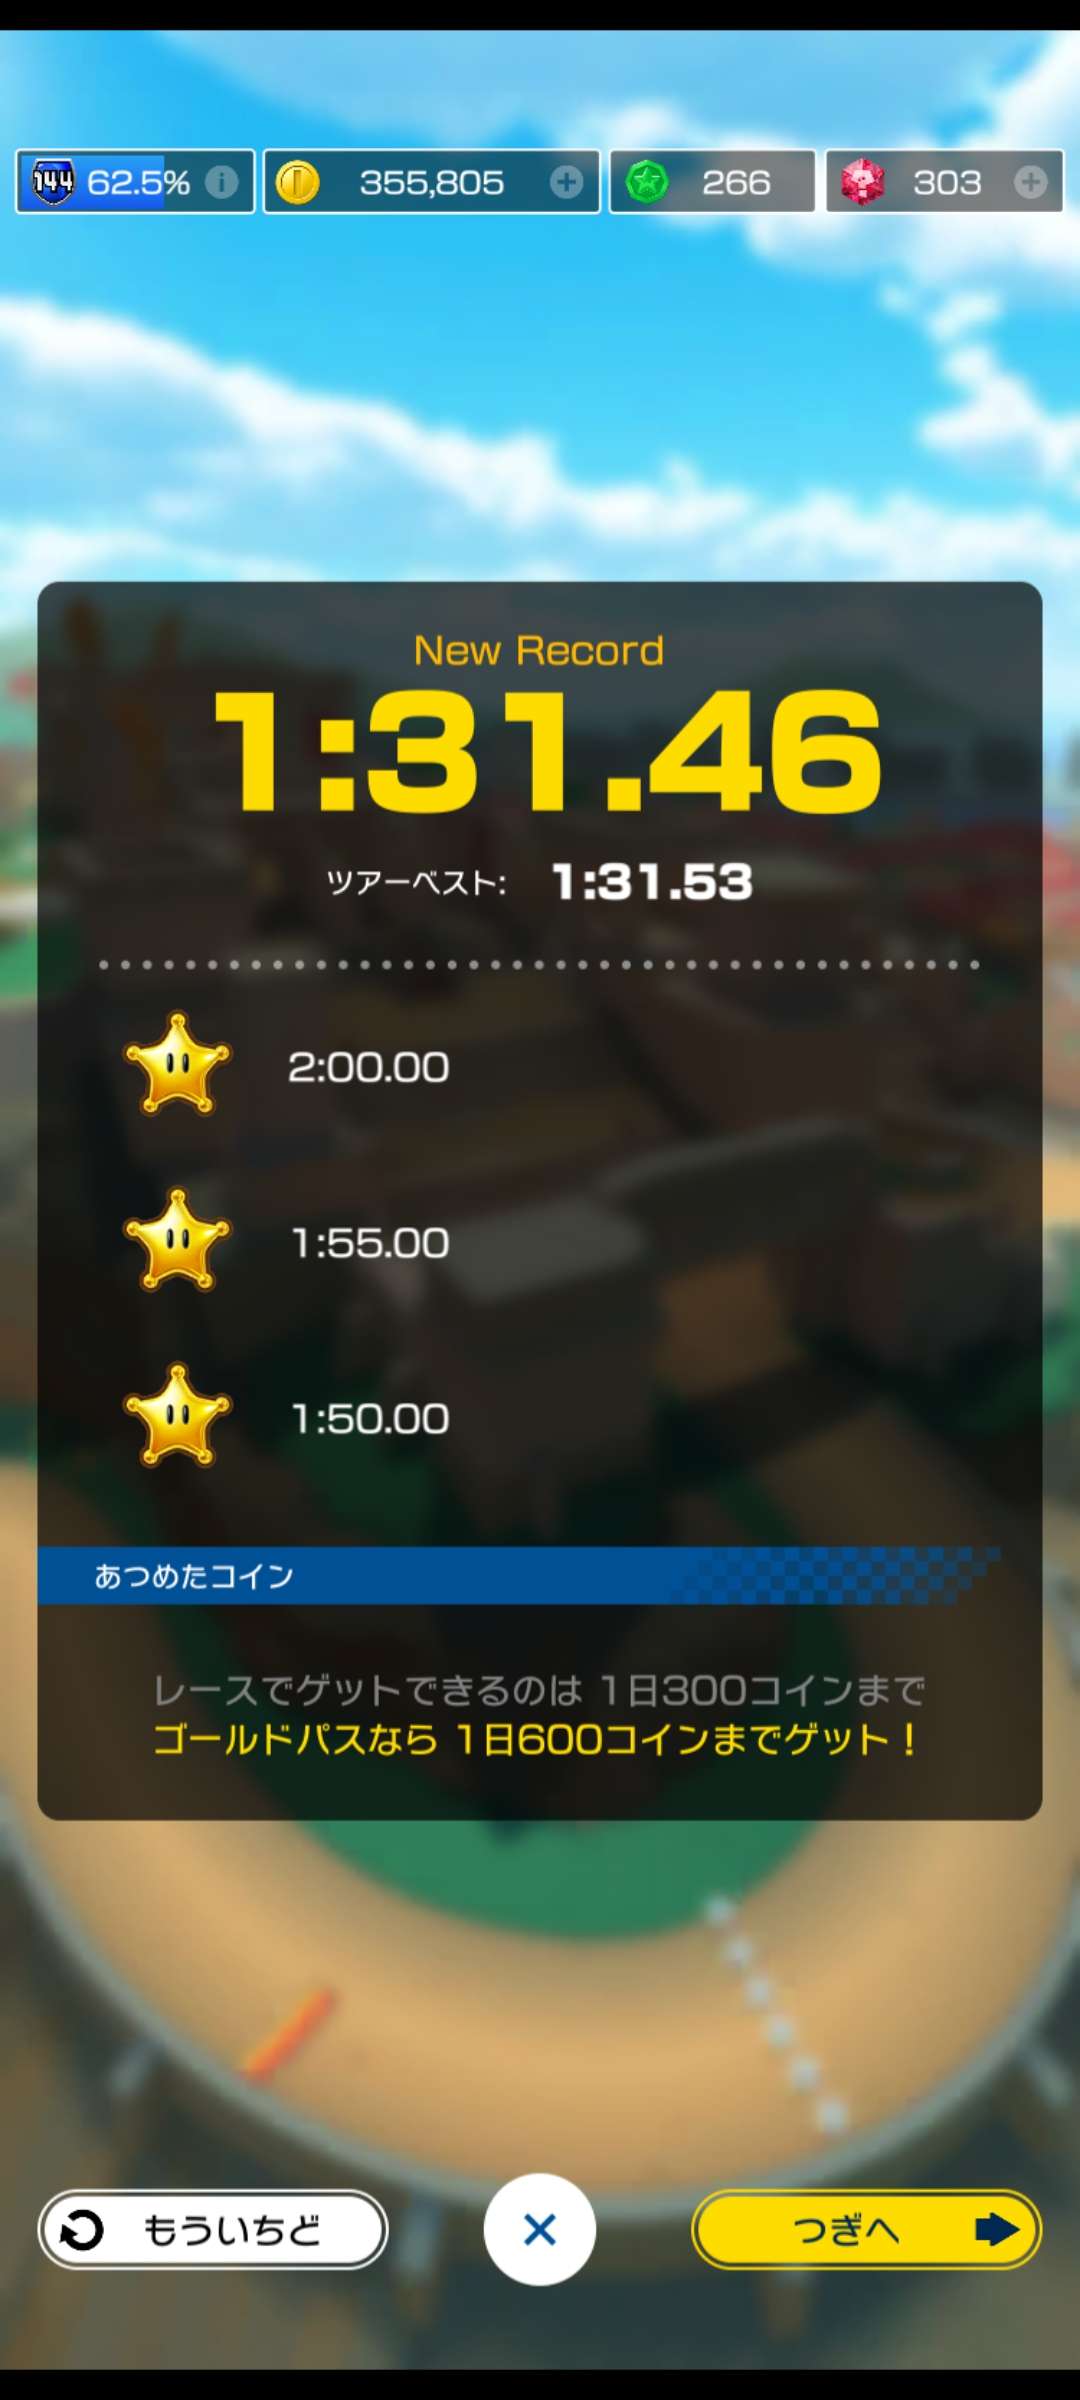 144 62.5% i 355,805 + 266 303 +
New Record
1:31.46
ツアーベスト: 1:31.53
2:00.00
1:55.00
1:50.00
あつめたコイン
レースでゲットできるのは 1日300コインまで
ゴールドパスなら 1日600コインまでゲット!
もういちど × つぎへ